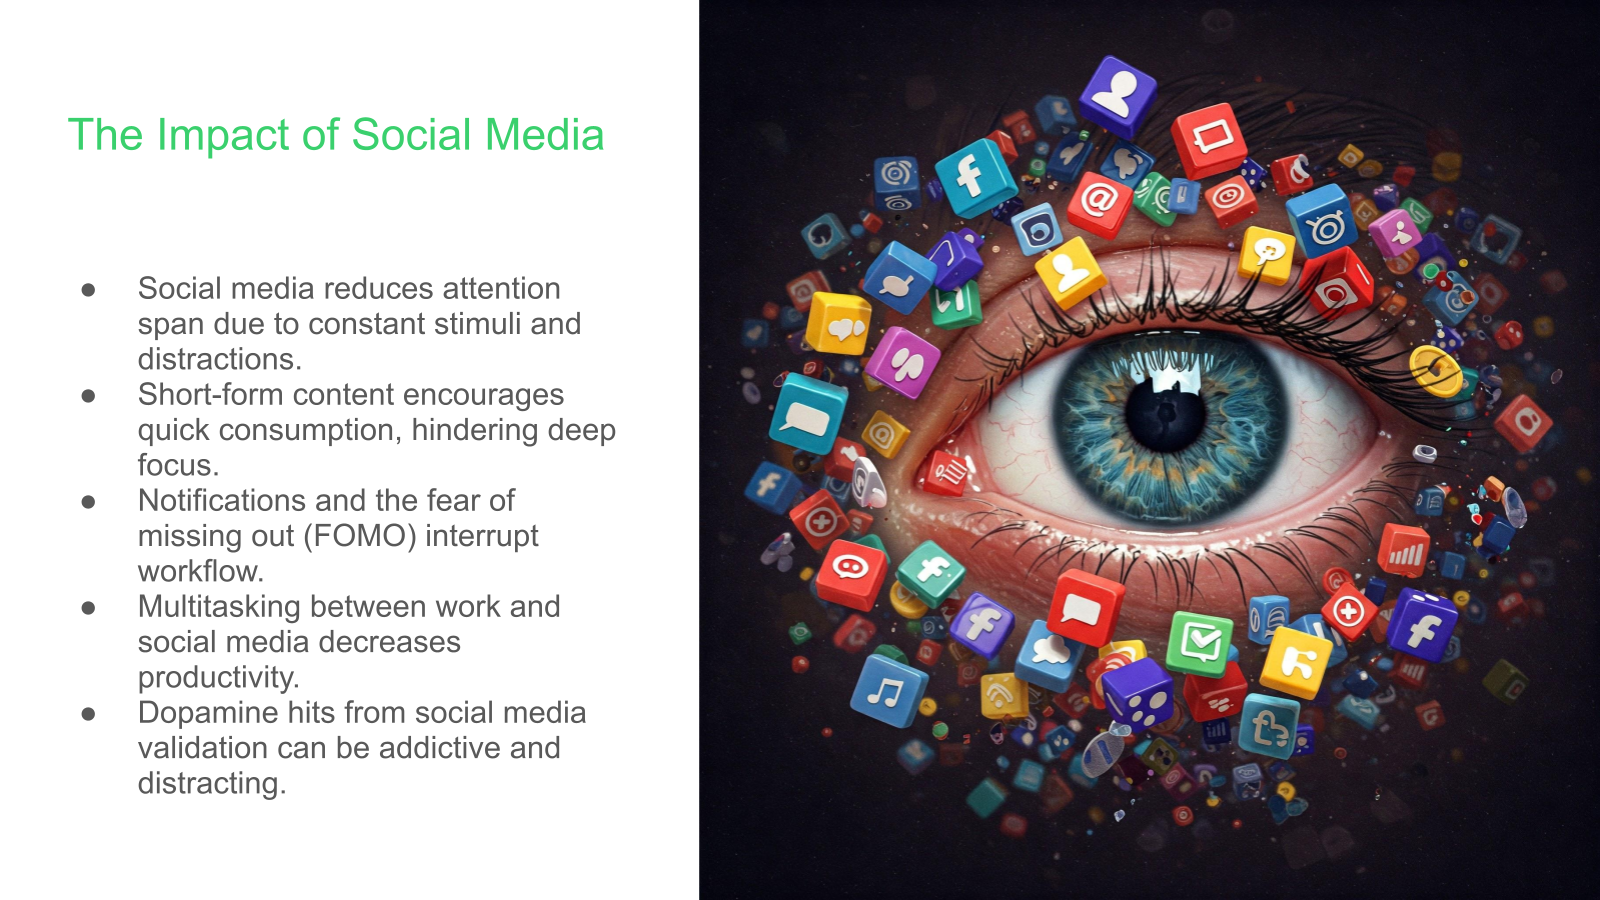 The Impact of Social Media
● Social media reduces attention
span due to constant stimuli and
distractions.
● Short-form content encourages
quick consumption, hindering deep
focus.
● Notifications and the fear of
missing out (FOMO) interrupt
workflow.
● Multitasking between work and
social media decreases
productivity.
● Dopamine hits from social media
validation can be addictive and
distracting.